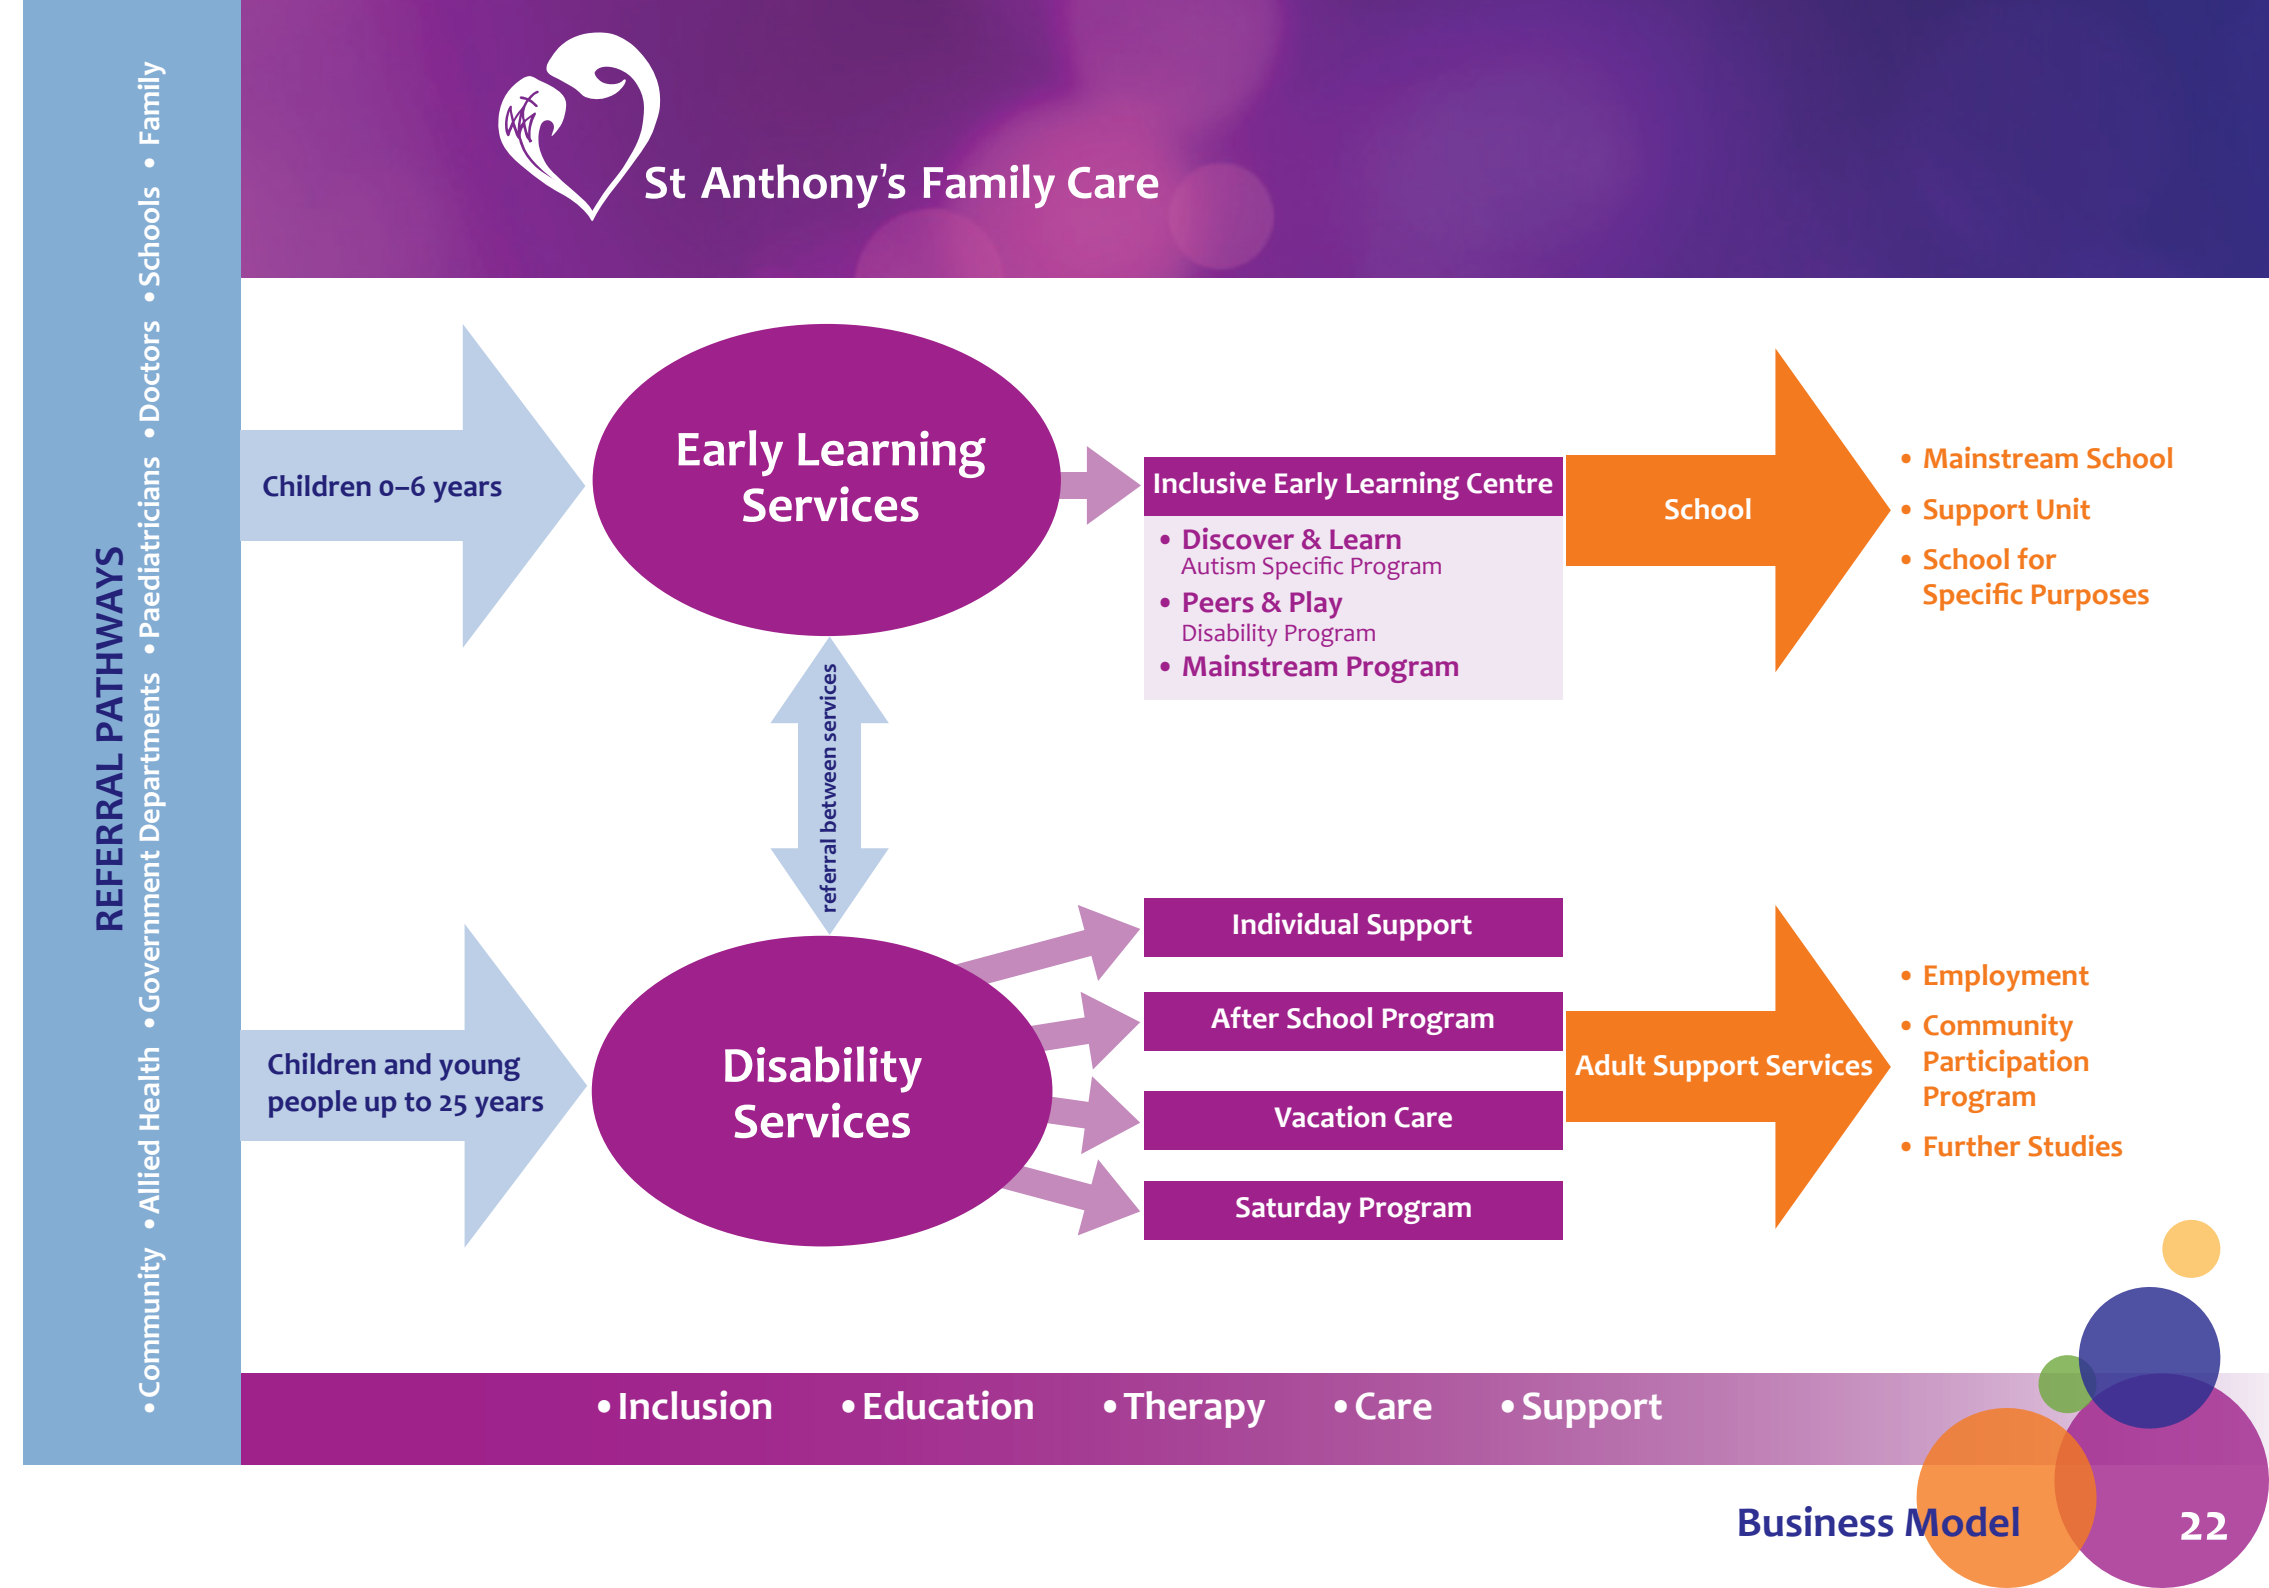 St Anthony's Family Care
REFERRAL PATHWAYS
• Community • Allied Health • Government Departments • Paediatricians • Doctors • Schools • Family
Children 0–6 years
Early Learning
Services
Inclusive Early Learning Centre
• Discover & Learn
Autism Specific Program
• Peers & Play
Disability Program
• Mainstream Program
School
• Mainstream School
• Support Unit
• School for
Specific Purposes
referral between services
Children and young
people up to 25 years
Disability
Services
Individual Support
After School Program
Vacation Care
Saturday Program
Adult Support Services
• Employment
• Community
Participation
Program
• Further Studies
• Inclusion • Education • Therapy • Care • Support
Business Model 22